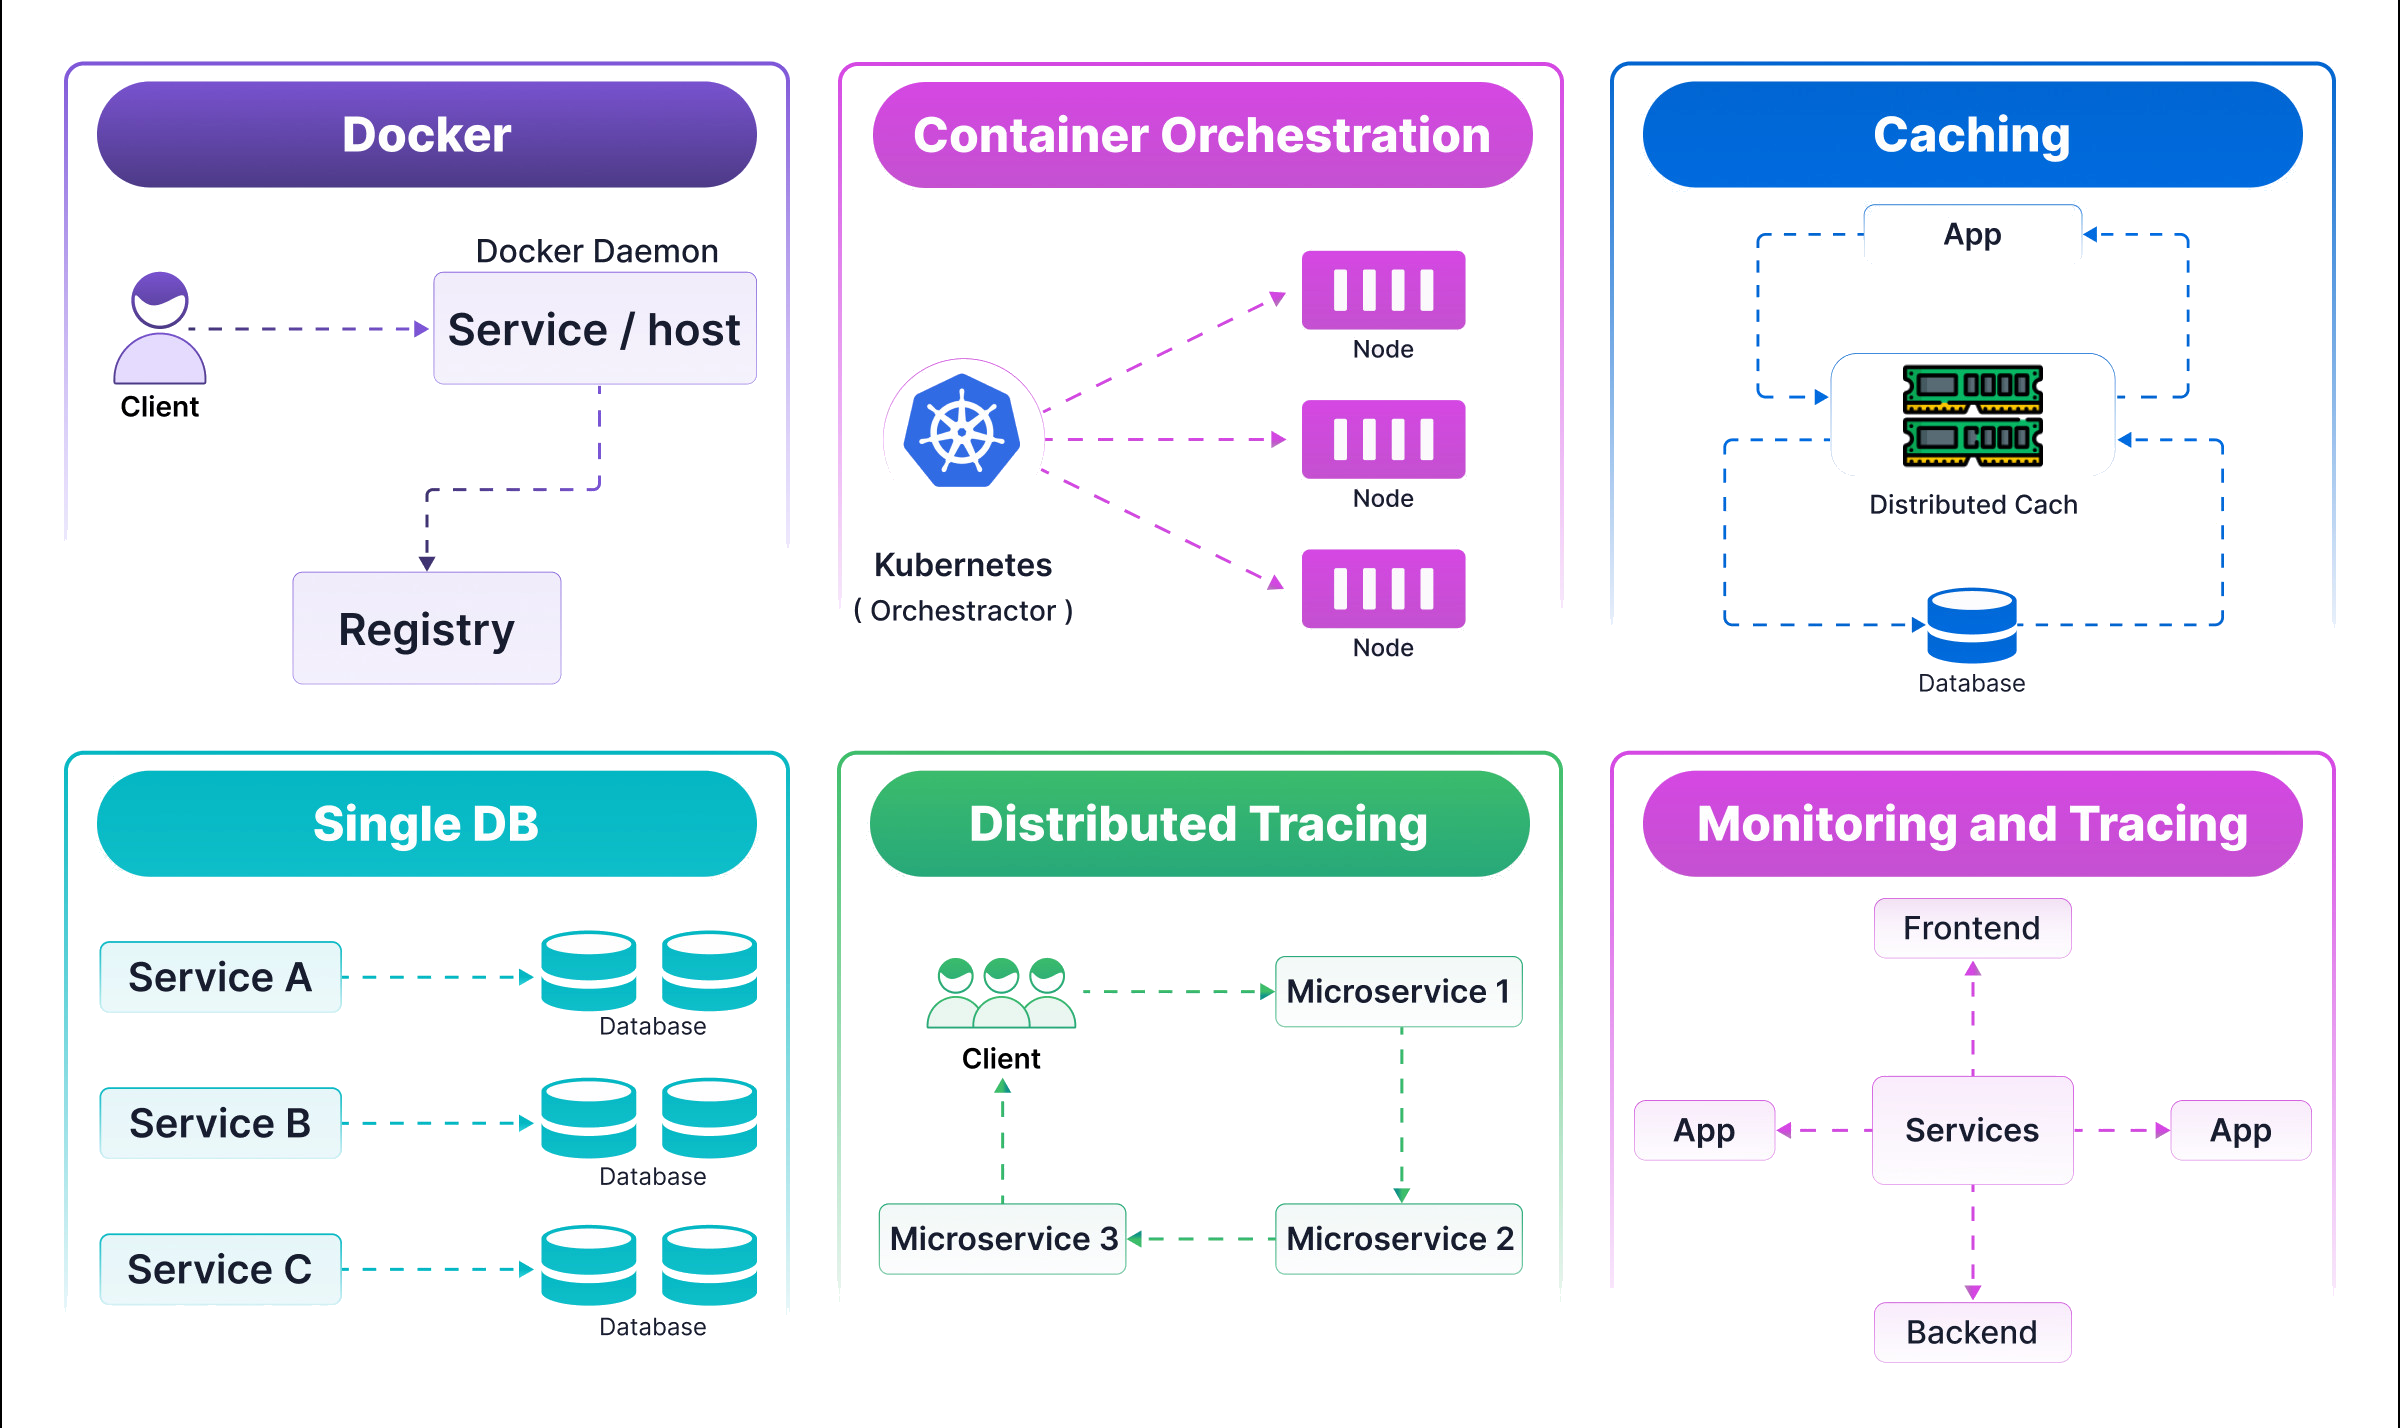 Docker
Docker Daemon
Service / host
Client
Registry
Container Orchestration
Node
Node
Node
Kubernetes
( Orchestractor )
Caching
App
Distributed Cach
Database
Single DB
Service A
Database
Service B
Database
Service C
Database
Distributed Tracing
Client
Microservice 1
Microservice 3
Microservice 2
Monitoring and Tracing
Frontend
App
Services
App
Backend